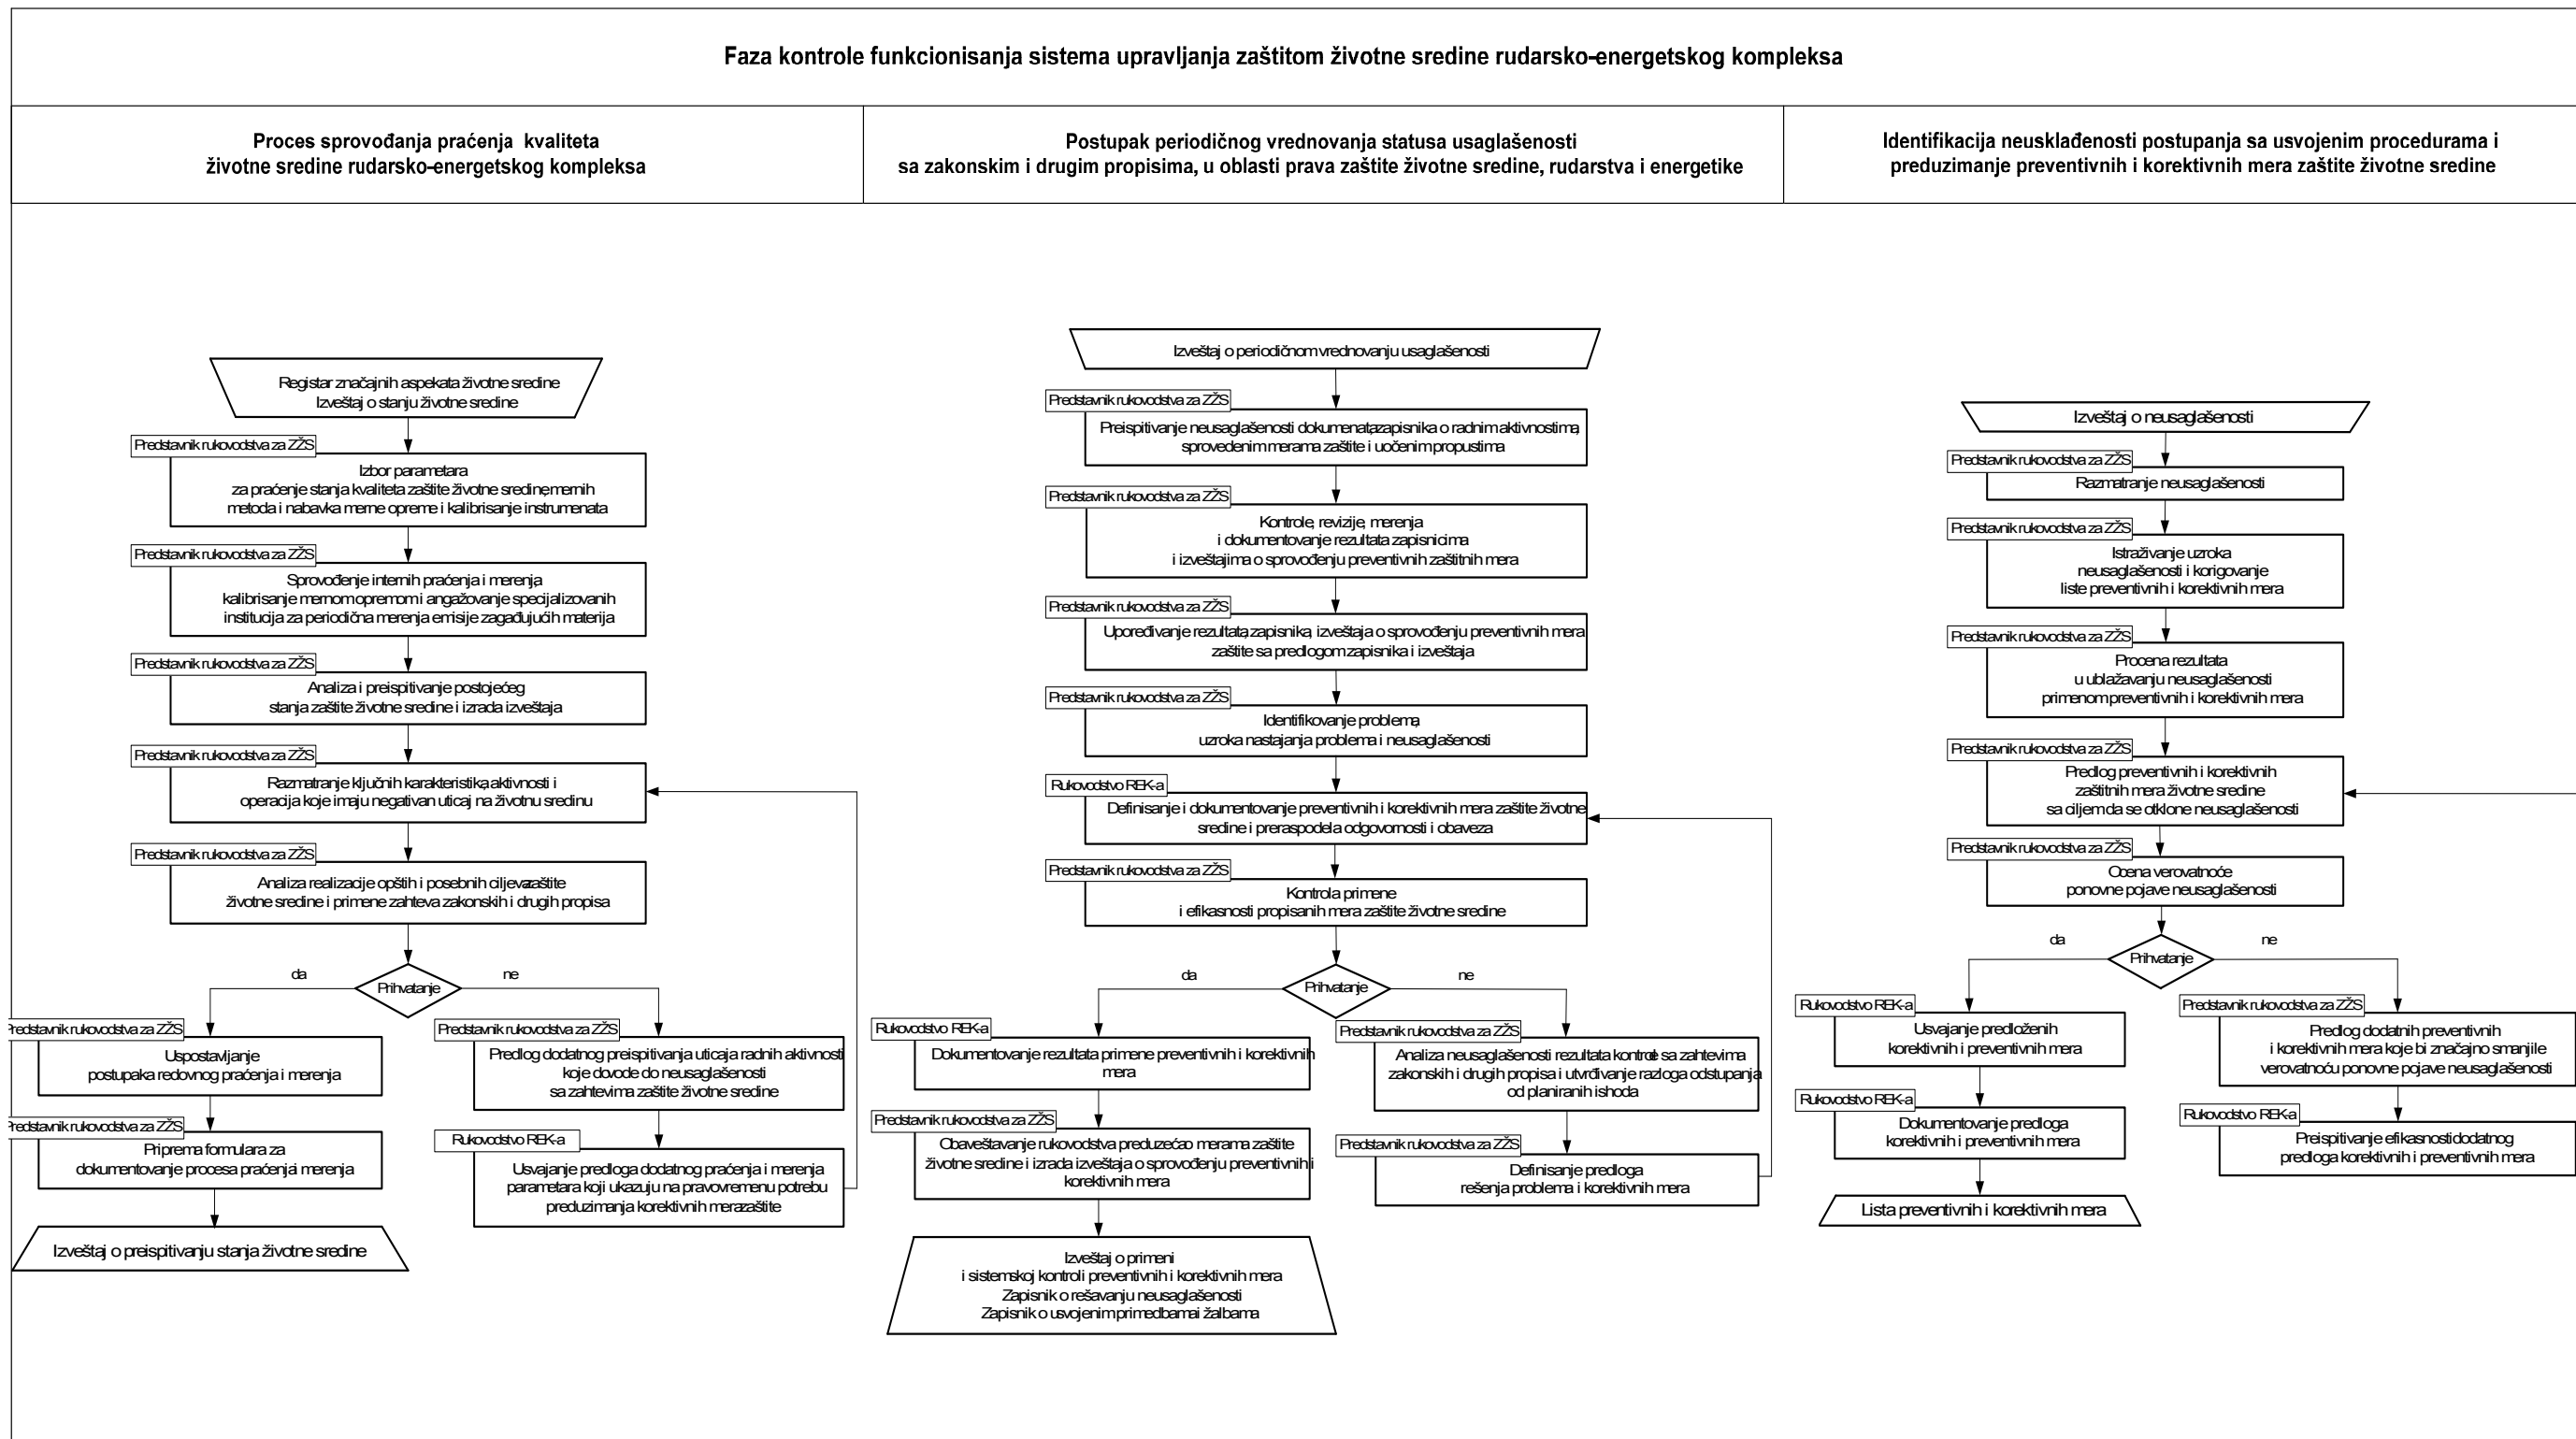 Faza kontrole funkcionisanja sistema upravljanja zaštitom životne sredine rudarsko-energetskog kompleksa
Proces sprovođanja praćenja kvaliteta
životne sredine rudarsko-energetskog kompleksa
Postupak periodičnog vrednovanja statusa usaglašenosti
sa zakonskim i drugim propisima, u oblasti prava zaštite životne sredine, rudarstva i energetike
Identifikacija neusklađenosti postupanja sa usvojenim procedurama i
preduzimanje preventivnih i korektivnih mera zaštite životne sredine
Registar značajnih aspekata životne sredine
Izveštaj o stanju životne sredine
Predstavnik rukovodstva za ZŽS
Izbor parametara
za praćenje stanja kvaliteta zaštite životne sredine,mernih
metoda i nabavka merne opreme i kalibrisanje instrumenata
Predstavnik rukovodstva za ZŽS
Sprovođenje internih praćenja i merenja,
kalibrisanje mernom opremom i angažovanje specijalizovanih
institucija za periodična merenja emisije zagađujućih materija
Predstavnik rukovodstva za ZŽS
Analiza i preispitivanje postojećeg
stanja zaštite životne sredine i izrada izveštaja
Predstavnik rukovodstva za ZŽS
Razmatranje ključnih karakteristika,aktivnosti i
operacija koje imaju negativan uticaj na životnu sredinu
Predstavnik rukovodstva za ZŽS
Analiza realizacije opštih i posebnih ciljeva zaštite
životne sredine i primene zahteva zakonskih i drugih propisa
da
Prihvatanje
ne
Predstavnik rukovodstva za ZŽS
Uspostavljanje
postupaka redovnog praćenja i merenja
Predstavnik rukovodstva za ZŽS
Priprema formulara za
dokumentovanje procesa praćenja i merenja
Izveštaj o preispitivanju stanja životne sredine
Predstavnik rukovodstva za ZŽS
Predlog dodatnog preispitivanja uticaja radnih aktivnosti
koje dovode do neusaglašenosti
sa zahtevima zaštite životne sredine
Rukovodstvo REK-a
Usvajanje predloga dodatnog praćenja i merenja
parametara koji ukazuju na pravovremenu potrebu
preduzimanja korektivnih mera zaštite
Izveštaj o periodičnom vrednovanju usaglašenosti
Predstavnik rukovodstva za ZŽS
Preispitivanje neusaglašenosti dokumenata,zapisnika o radnim aktivnostima,
sprovedenim merama zaštite i uočenim propustima
Predstavnik rukovodstva za ZŽS
Kontrole, revizije, merenja
i dokumentovanje rezultata zapisnicima
i izveštajima o sprovođenju preventivnih zaštitnih mera
Predstavnik rukovodstva za ZŽS
Upoređivanje rezultata,zapisnika, izveštaja o sprovođenju preventivnih mera
zaštite sa predlogom zapisnika i izveštaja
Predstavnik rukovodstva za ZŽS
Identifikovanje problema,
uzroka nastajanja problema i neusaglašenosti
Rukovodstvo REK-a
Definisanje i dokumentovanje preventivnih i korektivnih mera zaštite životne
sredine i preraspodela odgovornosti i obaveza
Predstavnik rukovodstva za ZŽS
Kontrola primene
i efikasnosti propisanih mera zaštite životne sredine
da
Prihvatanje
ne
Rukovodstvo REK-a
Dokumentovanje rezultata primene preventivnih i korektivnih
mera
Predstavnik rukovodstva za ZŽS
Obaveštavanje rukovodstva preduzeća o merama zaštite
životne sredine i izrada izveštaja o sprovođenju preventivnih i
korektivnih mera
Izveštaj o primeni
i sistemskoj kontroli preventivnih i korektivnih mera
Zapisnik o rešavanju neusaglašenosti
Zapisnik o usvojenim primedbama i žalbama
Predstavnik rukovodstva za ZŽS
Analiza neusaglašenosti rezultata kontrole sa zahtevima
zakonskih i drugih propisa i utvrđivanje razloga odstupanja
od planiranih ishoda
Predstavnik rukovodstva za ZŽS
Definisanje predloga
rešenja problema i korektivnih mera
Izveštaj o neusaglašenosti
Predstavnik rukovodstva za ZŽS
Razmatranje neusaglašenosti
Predstavnik rukovodstva za ZŽS
Istraživanje uzroka
neusaglašenosti i korigovanje
liste preventivnih i korektivnih mera
Predstavnik rukovodstva za ZŽS
Procena rezultata
u ublažavanju neusaglašenosti
primenom preventivnih i korektivnih mera
Predstavnik rukovodstva za ZŽS
Predlog preventivnih i korektivnih
zaštitnih mera životne sredine
sa ciljem da se otklone neusaglašenosti
Predstavnik rukovodstva za ZŽS
Ocena verovatnoće
ponovne pojave neusaglašenosti
da
Prihvatanje
ne
Rukovodstvo REK-a
Usvajanje predloženih
korektivnih i preventivnih mera
Rukovodstvo REK-a
Dokumentovanje predloga
korektivnih i preventivnih mera
Lista preventivnih i korektivnih mera
Predstavnik rukovodstva za ZŽS
Predlog dodatnih preventivnih
i korektivnih mera koje bi značajno smanjile
verovatnoću ponovne pojave neusaglašenosti
Rukovodstvo REK-a
Preispitivanje efikasnosti dodatnog
predloga korektivnih i preventivnih mera